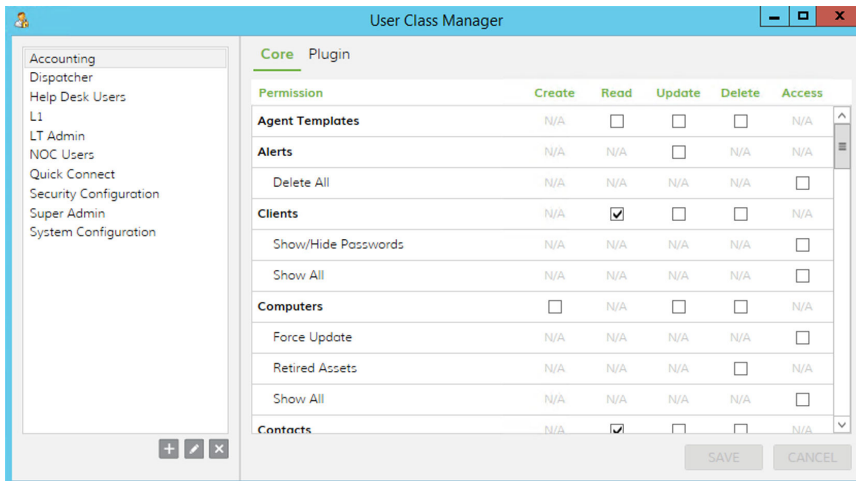 User Class Manager
Accounting
Dispatcher
Help Desk Users
L1
LT Admin
NOC Users
Quick Connect
Security Configuration
Super Admin
System Configuration
Core Plugin
Permission Create Read Update Delete Access
Agent Templates N/A N/A
Alerts N/A N/A N/A N/A
Delete All N/A N/A N/A N/A
Clients N/A N/A
Show/Hide Passwords N/A N/A N/A N/A
Show All N/A N/A N/A N/A
Computers N/A N/A
Force Update N/A N/A N/A N/A
Retired Assets N/A N/A N/A N/A
Show All N/A N/A N/A N/A
Contacts N/A N/A
SAVE CANCEL